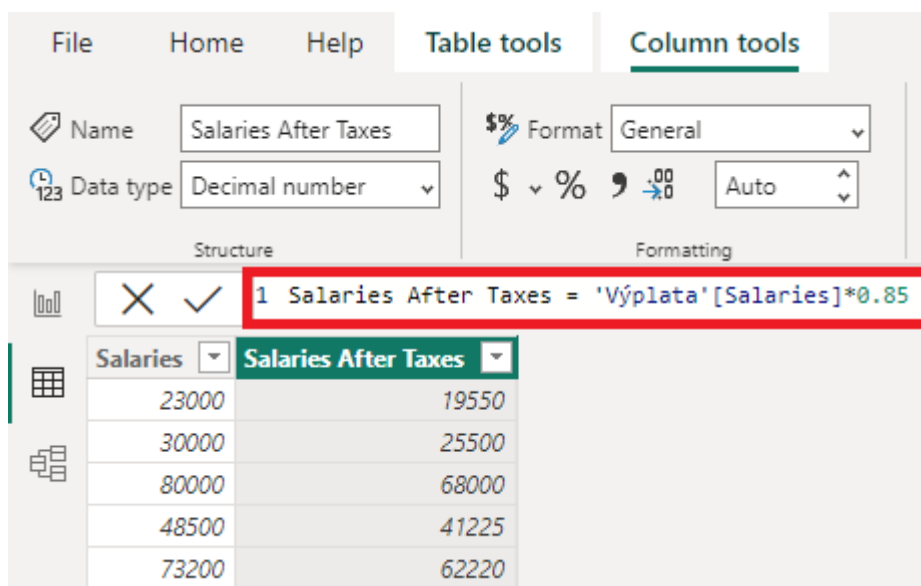 File Home Help Table tools Column tools
Name Salaries After Taxes $% Format General
123 Data type Decimal number $ % , .00 .0 Auto
Structure Formatting
1 Salaries After Taxes = 'Výplata'[Salaries]*0.85
Salaries Salaries After Taxes
23000 19550
30000 25500
80000 68000
48500 41225
73200 62220